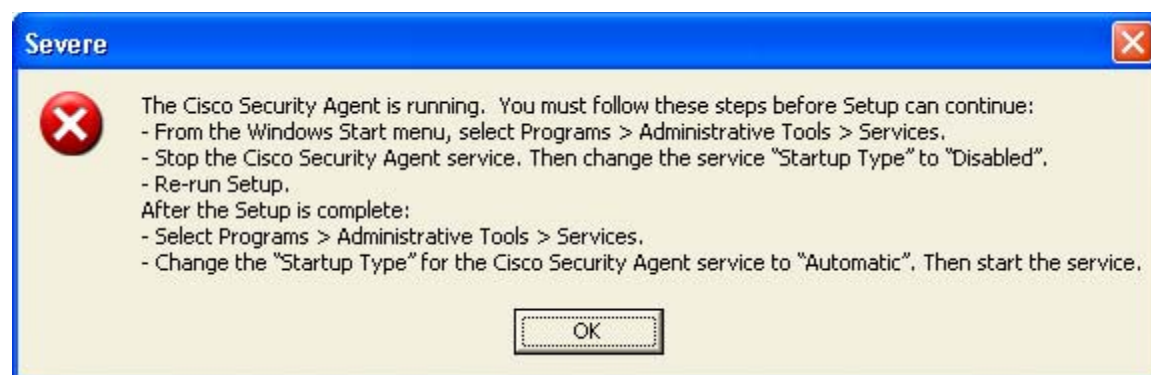 Severe
The Cisco Security Agent is running.  You must follow these steps before Setup can continue:
- From the Windows Start menu, select Programs > Administrative Tools > Services.
- Stop the Cisco Security Agent service. Then change the service “Startup Type” to “Disabled”.
- Re-run Setup.
After the Setup is complete:
- Select Programs > Administrative Tools > Services.
- Change the “Startup Type” for the Cisco Security Agent service to “Automatic”. Then start the service.
OK